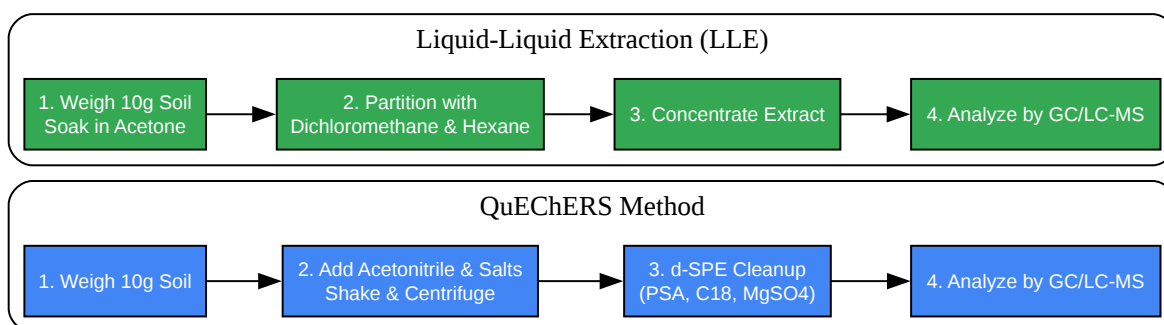 Liquid-Liquid Extraction (LLE)
1. Weigh 10g Soil
Soak in Acetone
2. Partition with
Dichloromethane & Hexane
3. Concentrate Extract
4. Analyze by GC/LC-MS
QuEChERS Method
1. Weigh 10g Soil
2. Add Acetonitrile & Salts
Shake & Centrifuge
3. d-SPE Cleanup
(PSA, C18, MgSO4)
4. Analyze by GC/LC-MS